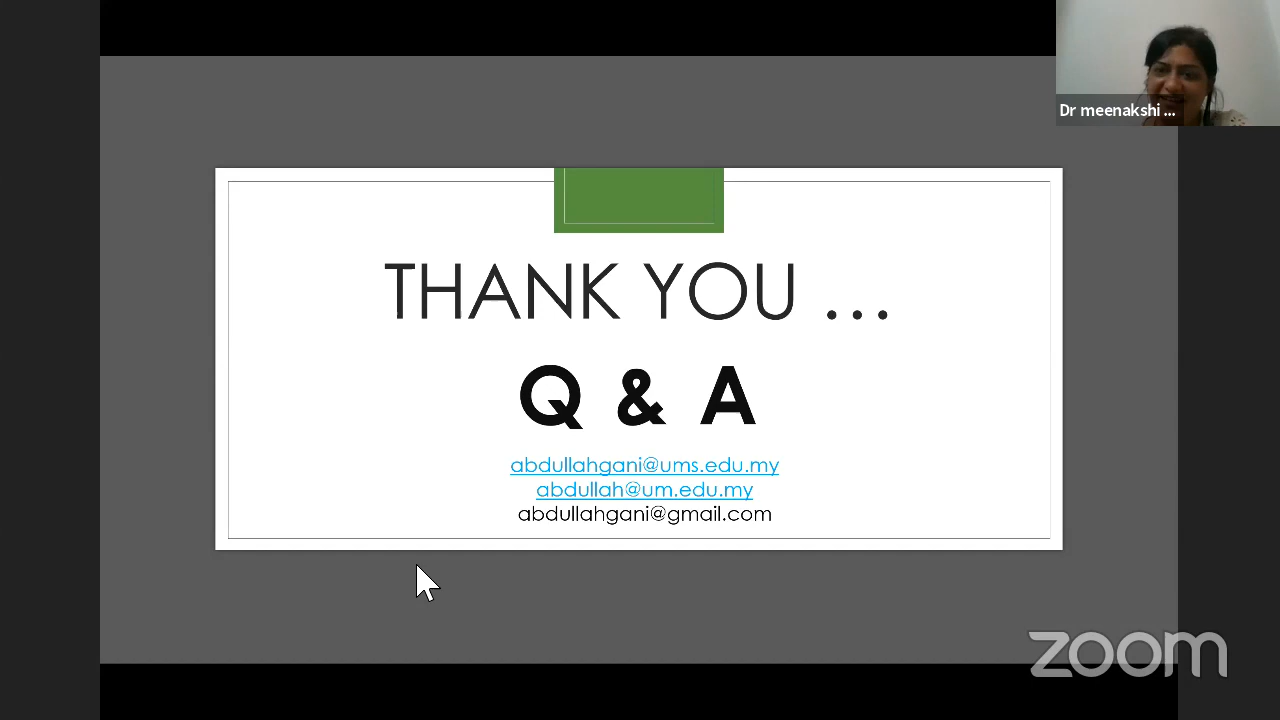 Dr meenakshi ...
THANK YOU ...
Q & A
abdullahgani@ums.edu.my
abdullah@um.edu.my
abdullahgani@gmail.com
zoom